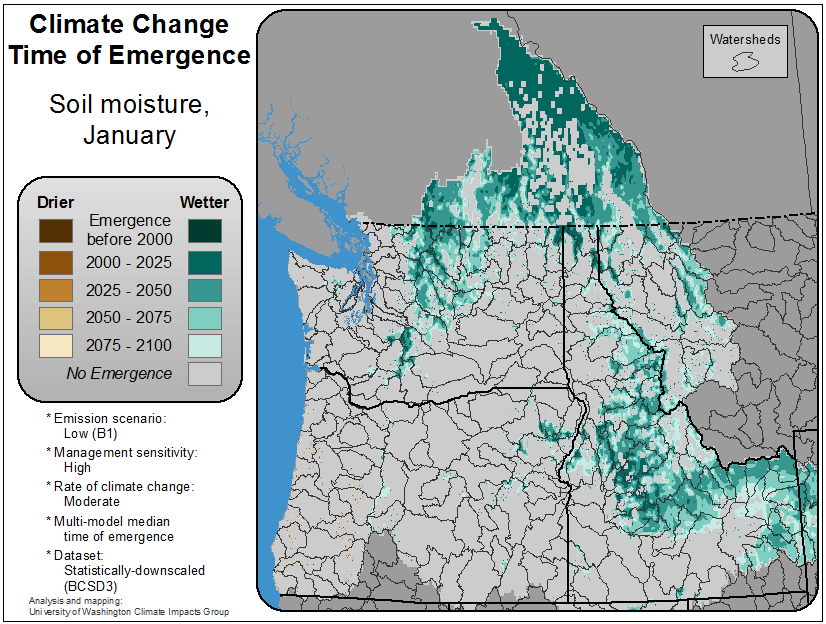 Climate Change
Time of Emergence
Soil moisture,
January
Watersheds
Drier
Wetter
Emergence
before 2000
2000 - 2025
2025 - 2050
2050 - 2075
2075 - 2100
No Emergence
* Emission scenario:
Low (B1)
* Management sensitivity:
High
* Rate of climate change:
Moderate
* Multi-model median
time of emergence
* Dataset:
Statistically-downscaled
(BCSD3)
Analysis and mapping:
University of Washington Climate Impacts Group